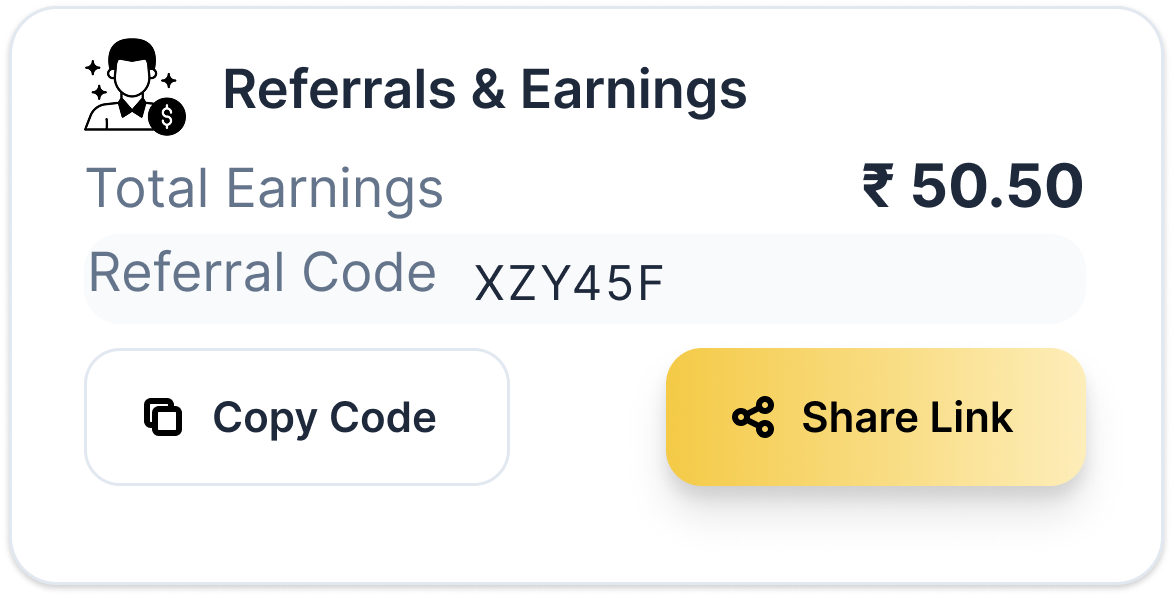 $
Referrals & Earnings
Total Earnings ₹ 50.50
Referral Code XZY45F
Copy Code Share Link